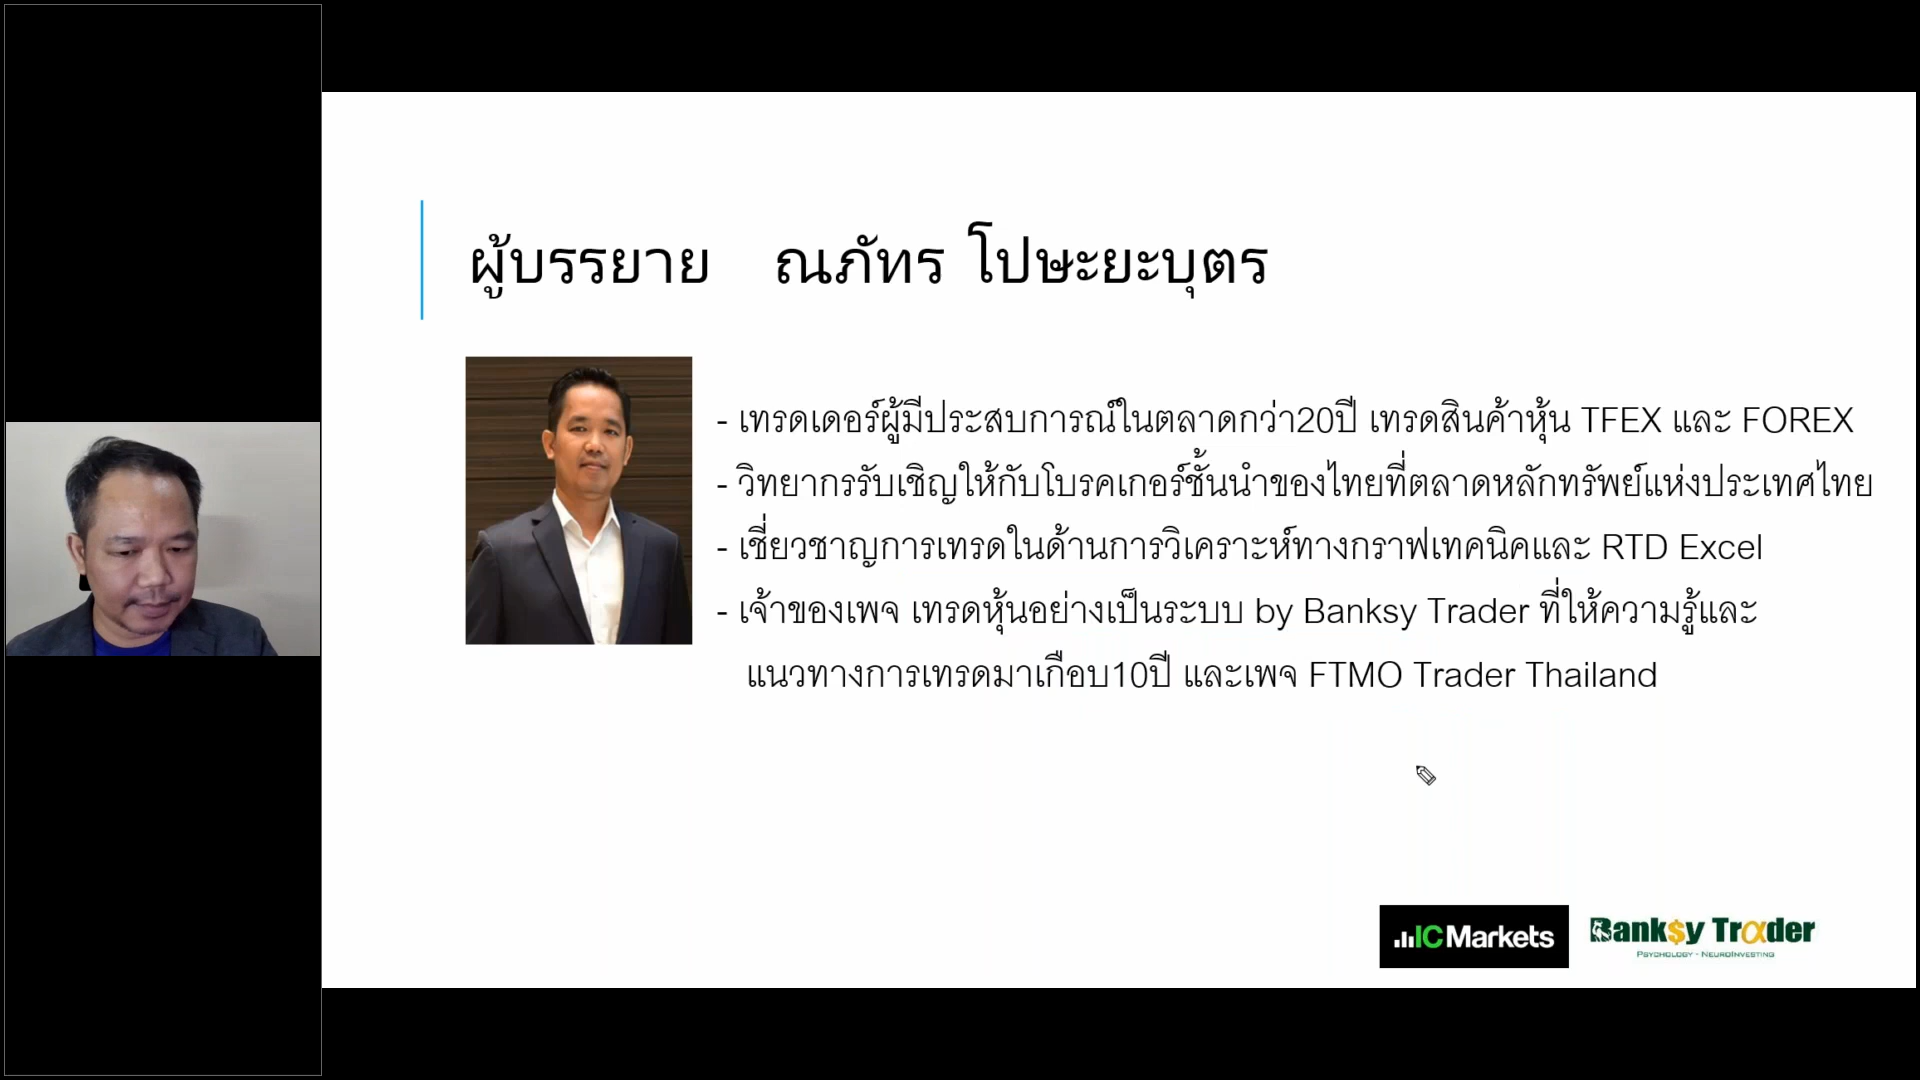 ผู้บรรยาย ณภัทร โปษะยะบุตร
- เทรดเดอร์ผู้มีประสบการณ์ในตลาดกว่า20ปี เทรดสินค้าหุ้น TFEX และ FOREX
- วิทยากรรับเชิญให้กับโบรคเกอร์ชั้นนำของไทยที่ตลาดหลักทรัพย์แห่งประเทศไทย
- เชี่ยวชาญการเทรดในด้านการวิเคราะห์ทางกราฟเทคนิคและ RTD Excel
- เจ้าของเพจ เทรดหุ้นอย่างเป็นระบบ by Banksy Trader ที่ให้ความรู้และ
แนวทางการเทรดมาเกือบ10ปี และเพจ FTMO Trader Thailand
IC Markets
Bank$y Trader
PSYCHOLOGY - NEUROINVESTING